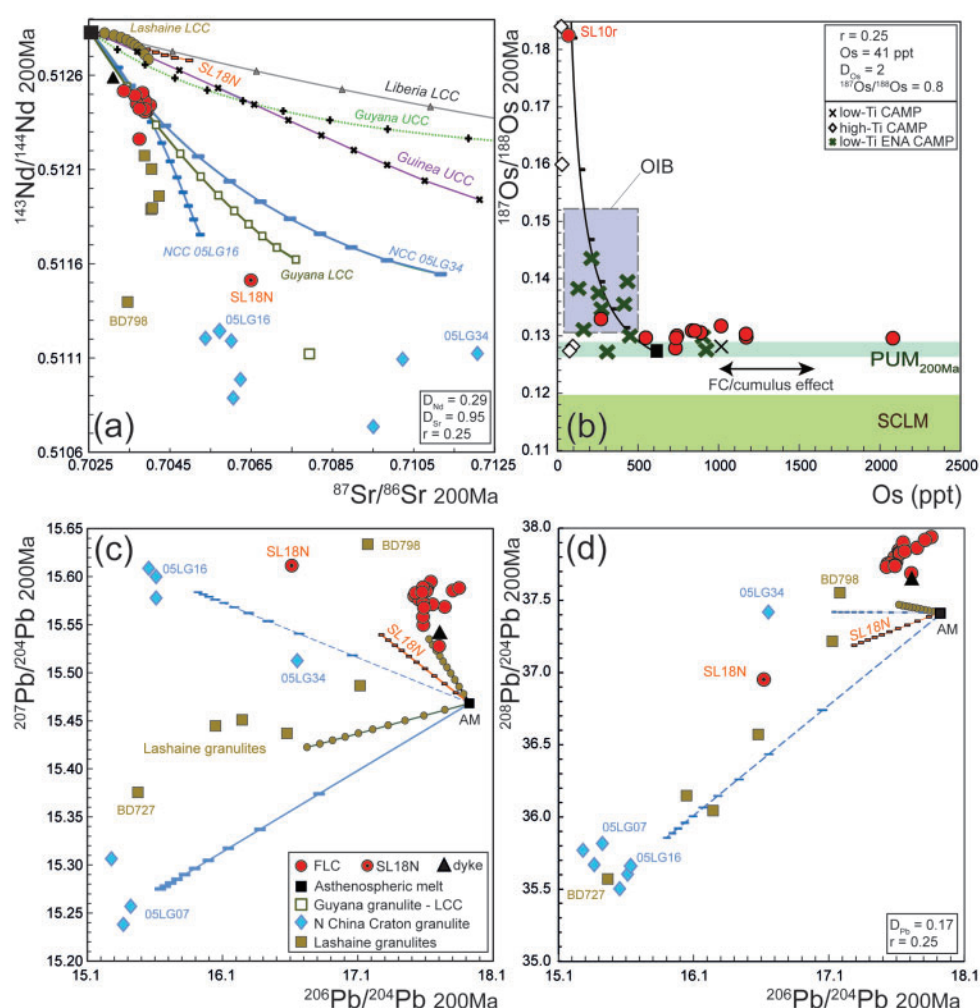 (a)
¹⁴³Nd/¹⁴⁴Nd 200Ma
0.5126
0.5121
0.5116
0.5111
0.5106
Lashaine LCC
SL18N
Liberia LCC
Guyana UCC
Guinea UCC
NCC 05LG16
NCC 05LG34
Guyana LCC
SL18N
BD798
05LG16
05LG34
D_Nd = 0.29
D_Sr = 0.95
r = 0.25
0.7025
0.7045
0.7065
0.7085
0.7105
0.7125
⁸⁷Sr/⁸⁶Sr 200Ma
(b)
¹⁸⁷Os/¹⁸⁸Os 200Ma
0.18
0.17
0.16
0.15
0.14
0.13
0.12
0.11
SL10r
r = 0.25
Os = 41 ppt
D_Os = 2
¹⁸⁷Os/¹⁸⁸Os = 0.8
low-Ti CAMP
high-Ti CAMP
low-Ti ENA CAMP
OIB
PUM₂₀₀Ma
FC/cumulus effect
SCLM
0
500
1000
1500
2000
2500
Os (ppt)
(c)
²⁰⁷Pb/²⁰⁴Pb 200Ma
15.65
15.60
15.55
15.50
15.45
15.40
15.35
15.30
15.25
15.20
05LG16
SL18N
BD798
SL18N
05LG34
AM
Lashaine granulites
BD727
05LG07
FLC
SL18N
dyke
Asthenospheric melt
Guyana granulite - LCC
N China Craton granulite
Lashaine granulites
15.1
16.1
17.1
18.1
²⁰⁶Pb/²⁰⁴Pb 200Ma
(d)
²⁰⁸Pb/²⁰⁴Pb 200Ma
38.0
37.5
37.0
36.5
36.0
35.5
35.0
BD798
05LG34
AM
SL18N
SL18N
05LG07
05LG16
BD727
D_Pb = 0.17
r = 0.25
15.1
16.1
17.1
18.1
²⁰⁶Pb/²⁰⁴Pb 200Ma